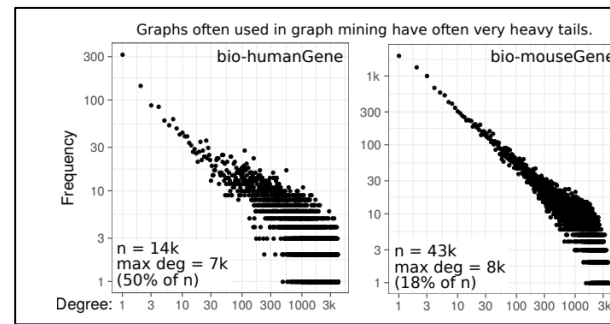 Graphs often used in graph mining have often very heavy tails.
bio-humanGene
300
100
30
10
3
1
Frequency
n = 14k
max deg = 7k
(50% of n)
Degree:
1 3 10 30 100 300 1000 3k
bio-mouseGene
1k
300
100
30
10
3
1
n = 43k
max deg = 8k
(18% of n)
1 3 10 30 100 300 1000 3k